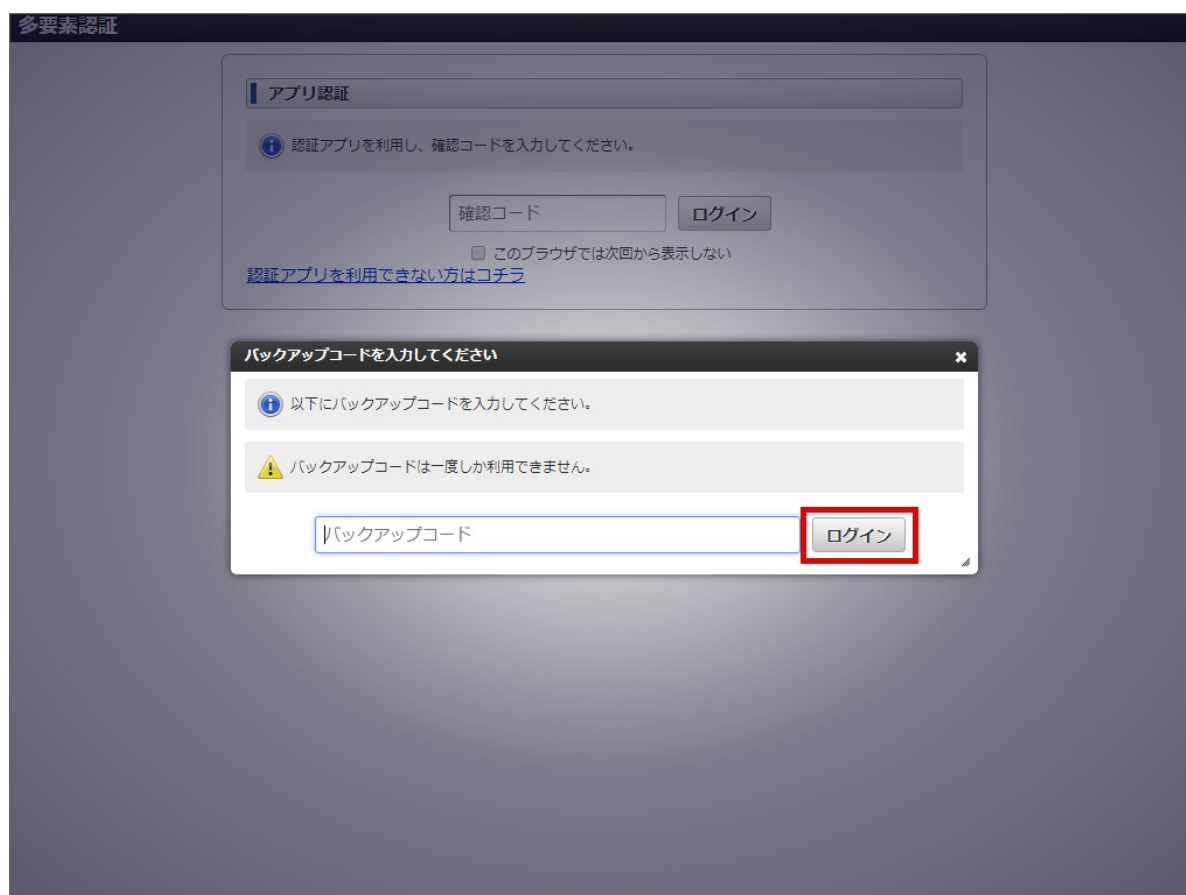 多要素認証
アプリ認証
認証アプリを利用し、確認コードを入力してください。
確認コード
ログイン
このブラウザでは次回から表示しない
認証アプリを利用できない方はコチラ
バックアップコードを入力してください
以下にバックアップコードを入力してください。
バックアップコードは一度しか利用できません。
バックアップコード
ログイン